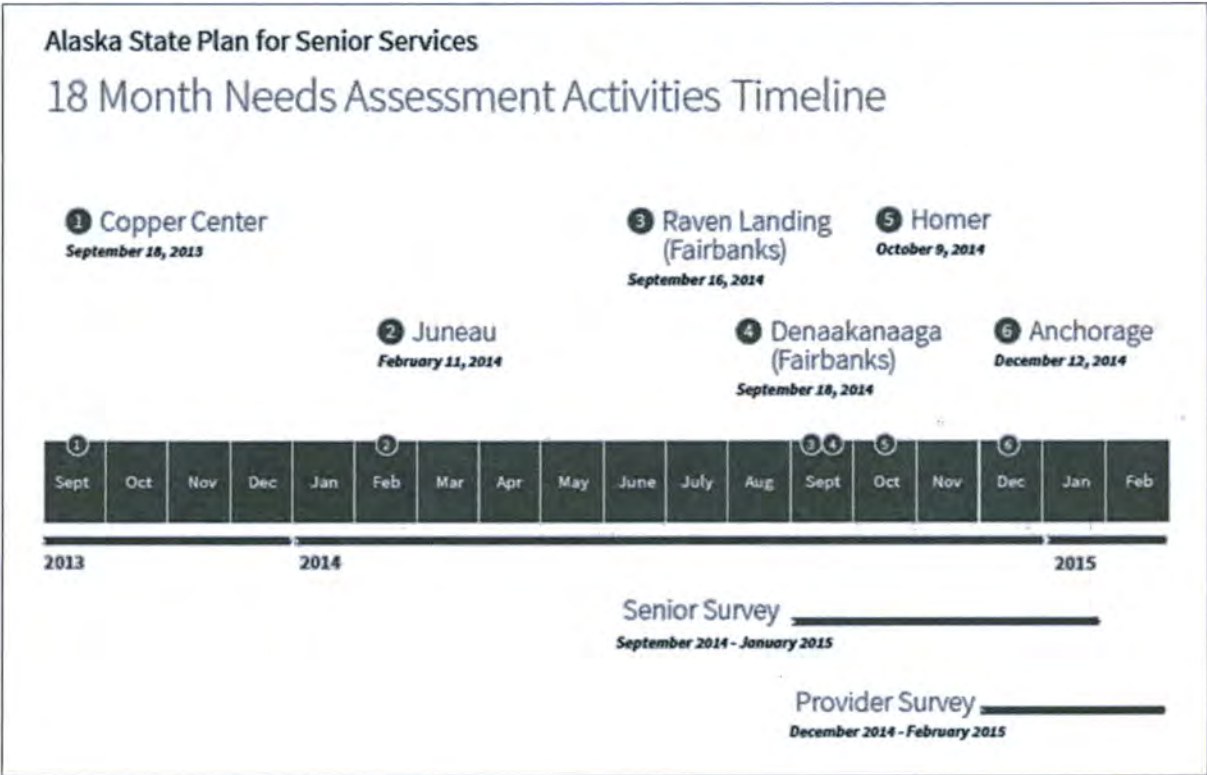 Alaska State Plan for Senior Services
18 Month Needs Assessment Activities Timeline
1 Copper Center
September 18, 2013
3 Raven Landing
(Fairbanks)
September 16, 2014
5 Homer
October 9, 2014
2 Juneau
February 11, 2014
4 Denaakanaaga
(Fairbanks)
September 18, 2014
6 Anchorage
December 12, 2014
1 2 3 4 5 6
Sept Oct Nov Dec Jan Feb Mar Apr May June July Aug Sept Oct Nov Dec Jan Feb
2013 2014 2015
Senior Survey
September 2014 - January 2015
Provider Survey
December 2014 - February 2015